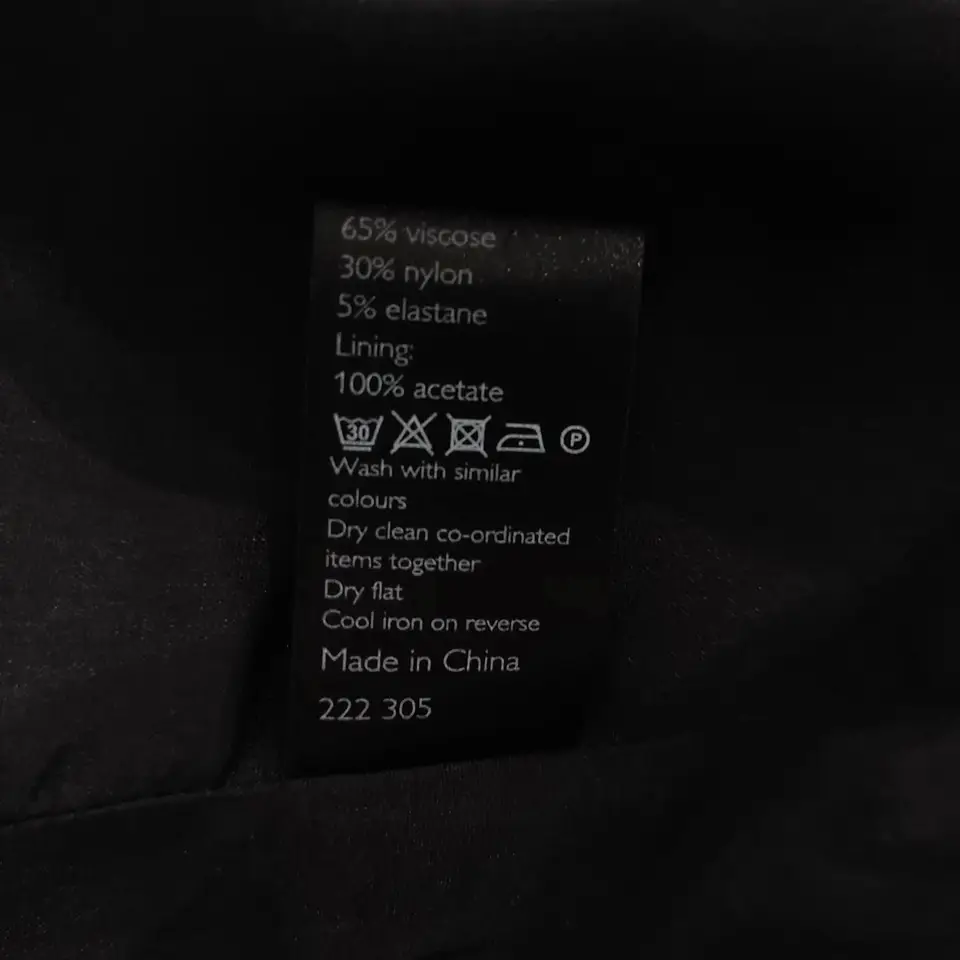 65% viscose
30% nylon
5% elastane
Lining:
100% acetate
30 P
Wash with similar
colours
Dry clean co-ordinated
items together
Dry flat
Cool iron on reverse
Made in China
222 305